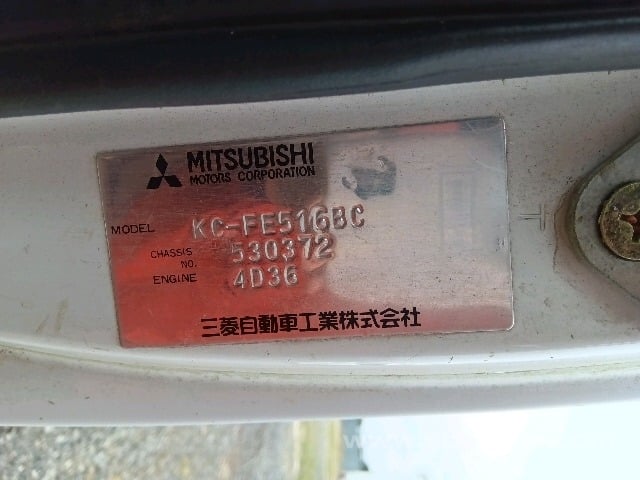 MITSUBISHI
MOTORS CORPORATION
MODEL KC-FE516BC
CHASSIS NO. 530372
ENGINE 4D36
三菱自動車工業株式会社